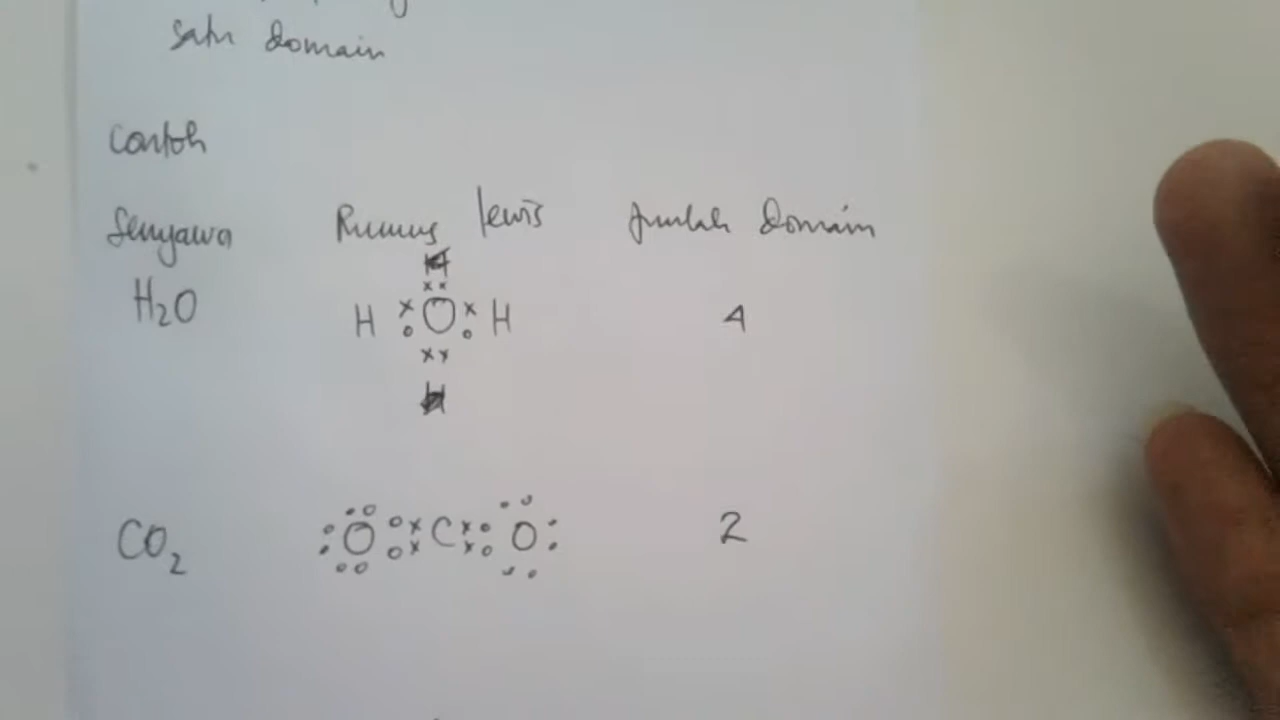 satu domain
Contoh
Senyawa Rumus lewis Jumlah domain
H
H2O H O H 4
H
CO2 O C O 2